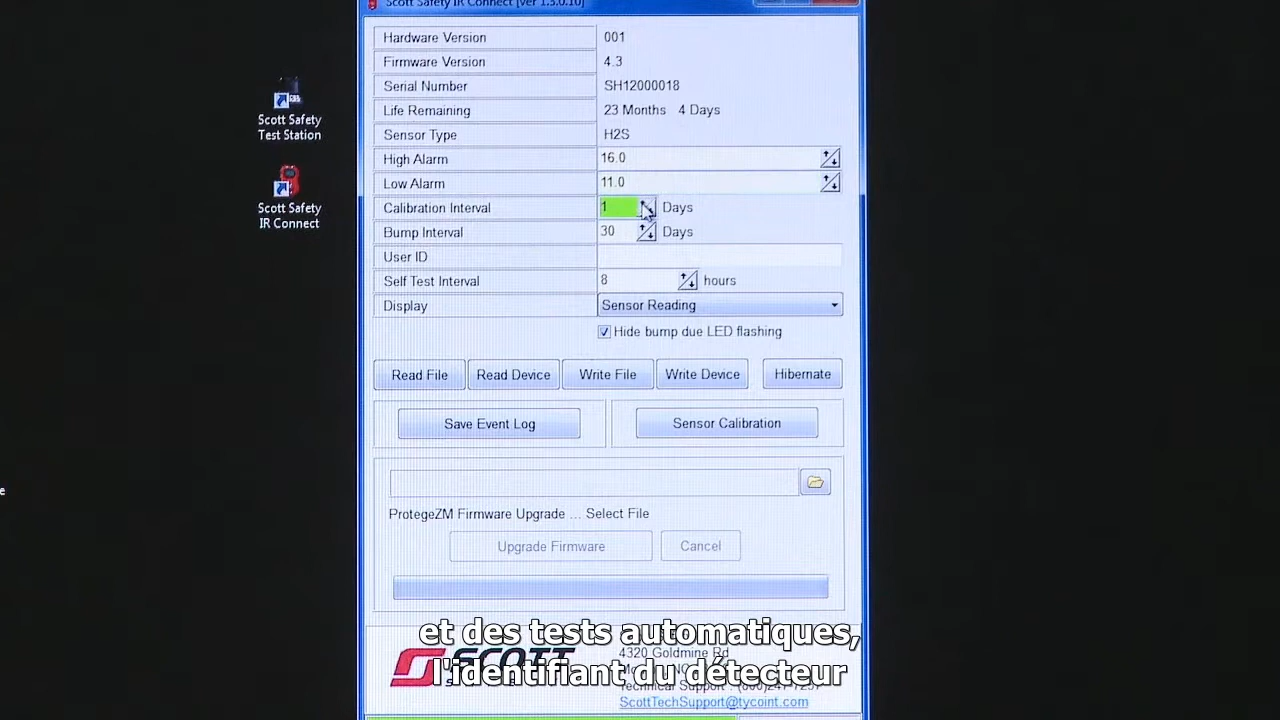 Scott Safety IR Connect [ver 1.3.0.10]
Hardware Version 001
Firmware Version 4.3
Serial Number SH12000018
Life Remaining 23 Months 4 Days
Sensor Type H2S
High Alarm 16.0
Low Alarm 11.0
Calibration Interval 1 Days
Bump Interval 30 Days
User ID
Self Test Interval 8 hours
Display Sensor Reading
Hide bump due LED flashing
Read File Read Device Write File Write Device Hibernate
Save Event Log Sensor Calibration
ProtegeZM Firmware Upgrade ... Select File
Upgrade Firmware Cancel
Scott Safety
Test Station
Scott Safety
IR Connect
e
et des tests automatiques,
l'identifiant du détecteur
SCOTT
4320 Goldmine Rd
Technical Support
ScottTechSupport@tycoint.com